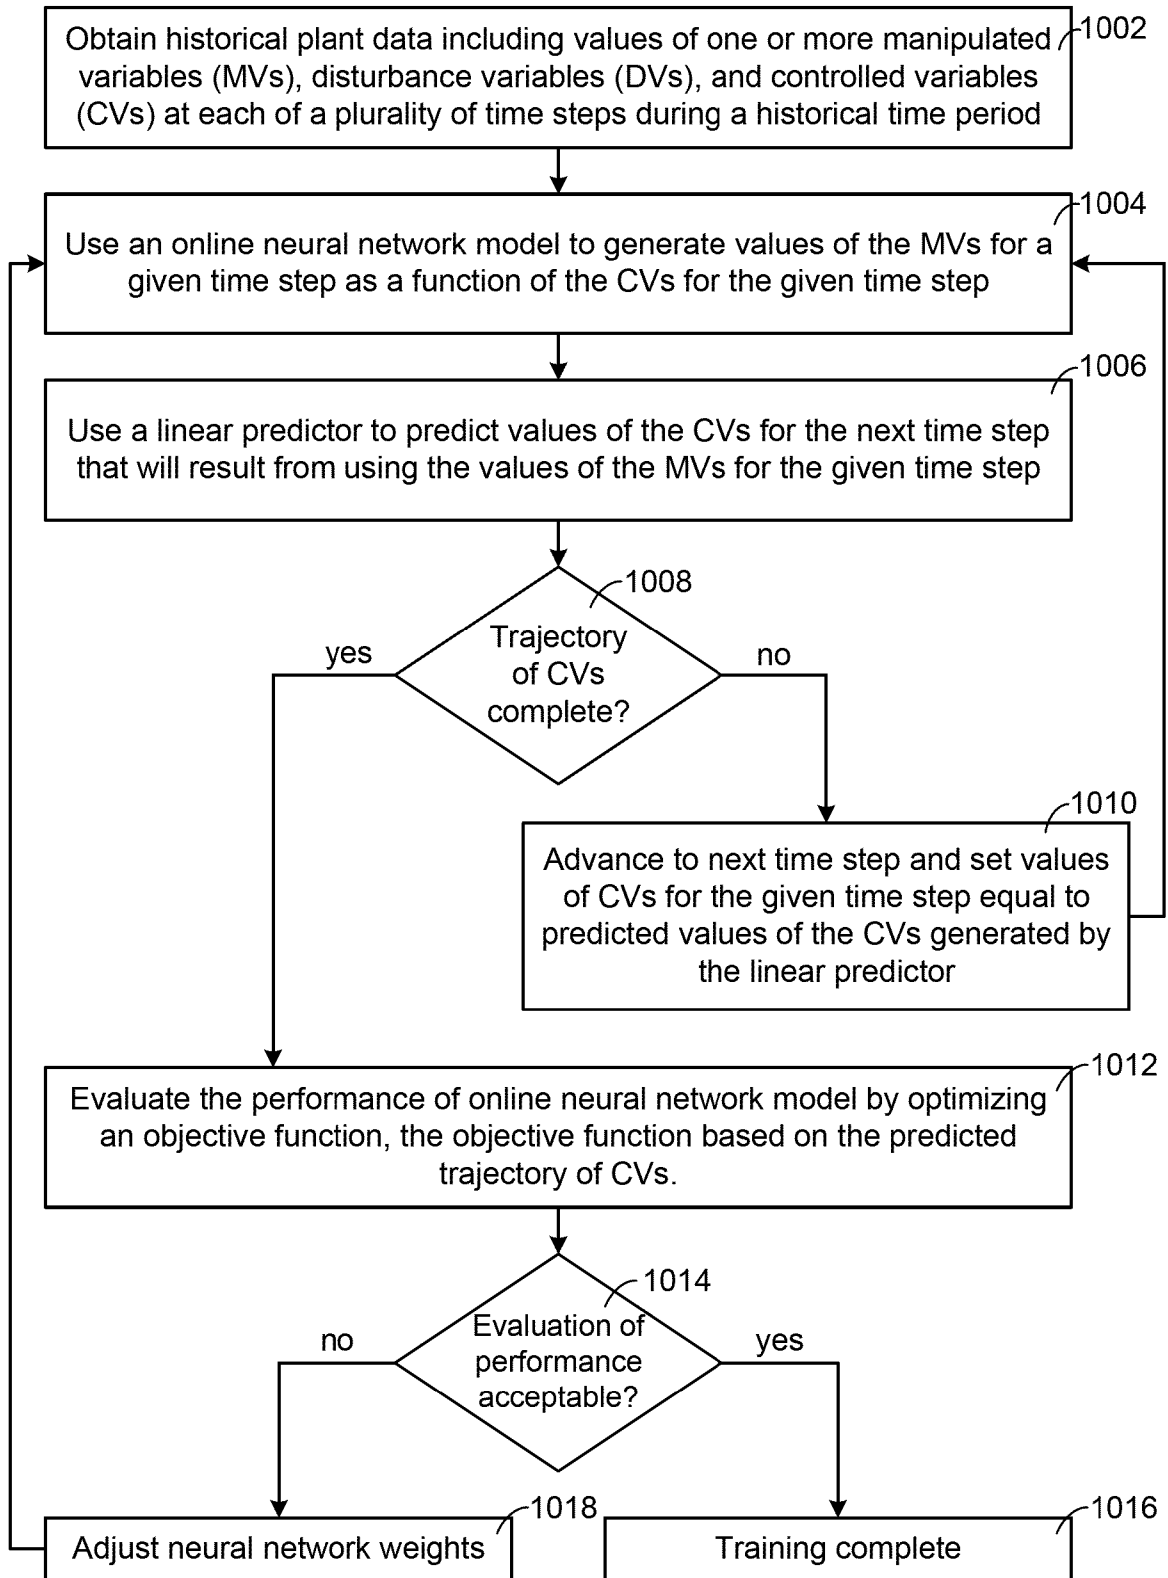 Obtain historical plant data including values of one or more manipulated
variables (MVs), disturbance variables (DVs), and controlled variables
(CVs) at each of a plurality of time steps during a historical time period
1002
Use an online neural network model to generate values of the MVs for a
given time step as a function of the CVs for the given time step
1004
Use a linear predictor to predict values of the CVs for the next time step
that will result from using the values of the MVs for the given time step
1006
1008
Trajectory
of CVs
complete?
yes
no
1010
Advance to next time step and set values
of CVs for the given time step equal to
predicted values of the CVs generated by
the linear predictor
1012
Evaluate the performance of online neural network model by optimizing
an objective function, the objective function based on the predicted
trajectory of CVs.
1014
Evaluation of
performance
acceptable?
no
yes
1018
Adjust neural network weights
1016
Training complete